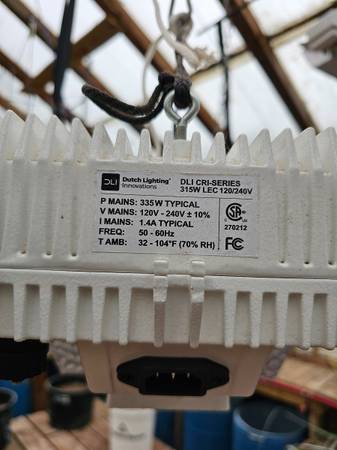 DLI
Dutch Lighting®
Innovations
DLI CRI-SERIES
315W LEC 120/240V
P MAINS: 335W TYPICAL
V MAINS: 120V - 240V ± 10%
I MAINS: 1.4A TYPICAL
FREQ: 50 - 60Hz
T AMB: 32 - 104°F (70% RH)
270212
FC